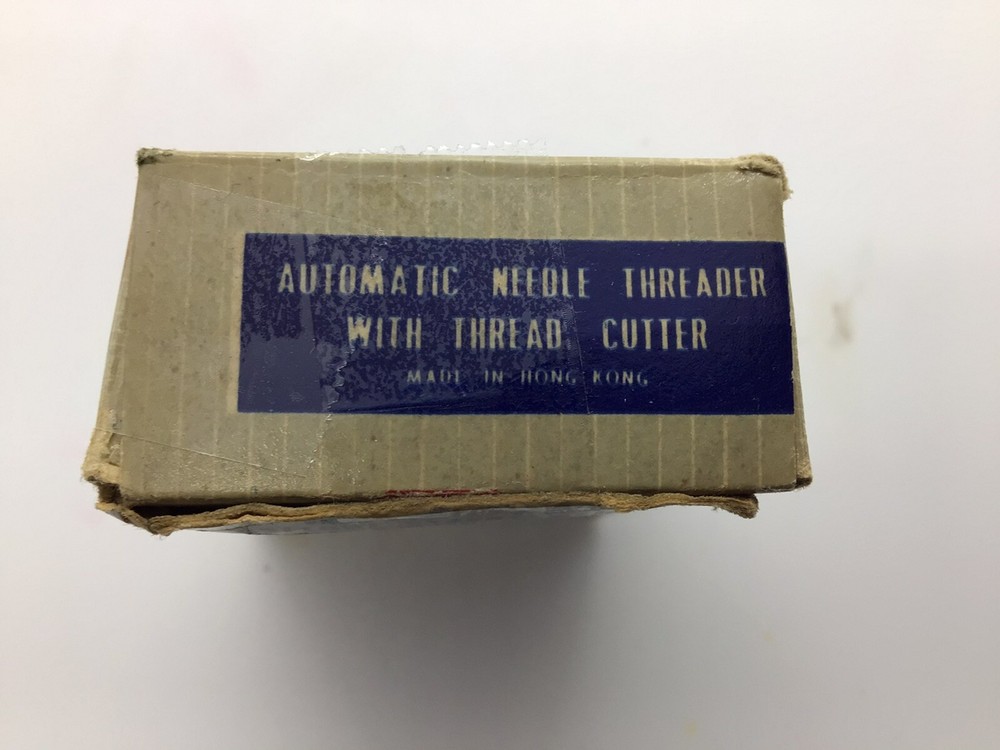 AUTOMATIC NEEDLE THREADER
WITH THREAD CUTTER
MADE IN HONG KONG